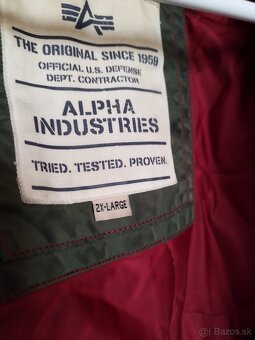 THE ORIGINAL SINCE 1959
OFFICIAL U.S. DEFENSE
DEPT. CONTRACTOR
ALPHA
INDUSTRIES
TRIED. TESTED. PROVEN.
2X-LARGE
Bazos.sk